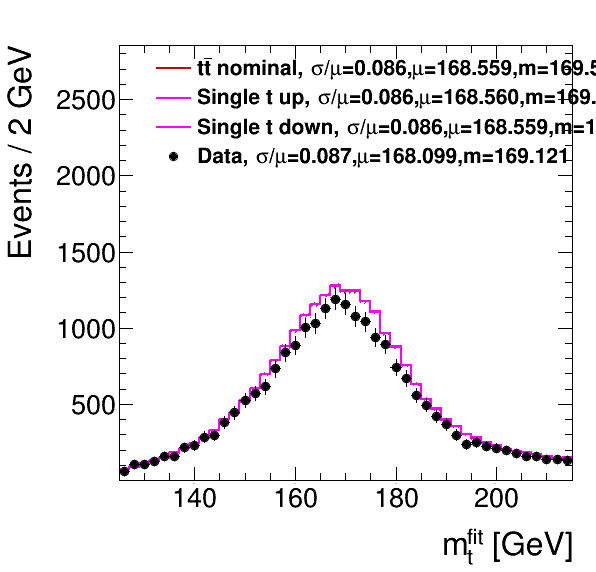 tt̄ nominal, σ/μ=0.086,μ=168.559,m=169.5
Single t up, σ/μ=0.086,μ=168.560,m=169.
Single t down, σ/μ=0.086,μ=168.559,m=1
Data, σ/μ=0.087,μ=168.099,m=169.121
Events / 2 GeV
2500
2000
1500
1000
500
140 160 180 200
m_t^fit [GeV]